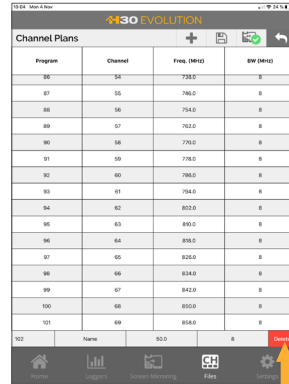 10:04 Mon 4 Nov 24 %
H30 EVOLUTION
Channel Plans
Program Channel Freq. (MHz) BW (MHz)
86 54 738.0 8
87 55 746.0 8
88 56 754.0 8
89 57 762.0 8
90 58 770.0 8
91 59 778.0 8
92 60 786.0 8
93 61 794.0 8
94 62 802.0 8
95 63 810.0 8
96 64 818.0 8
97 65 826.0 8
98 66 834.0 8
99 67 842.0 8
100 68 850.0 8
101 69 858.0 8
102 Name 50.0 8 Delete
CH
Home Loggers Screen Mirroring Files Settings